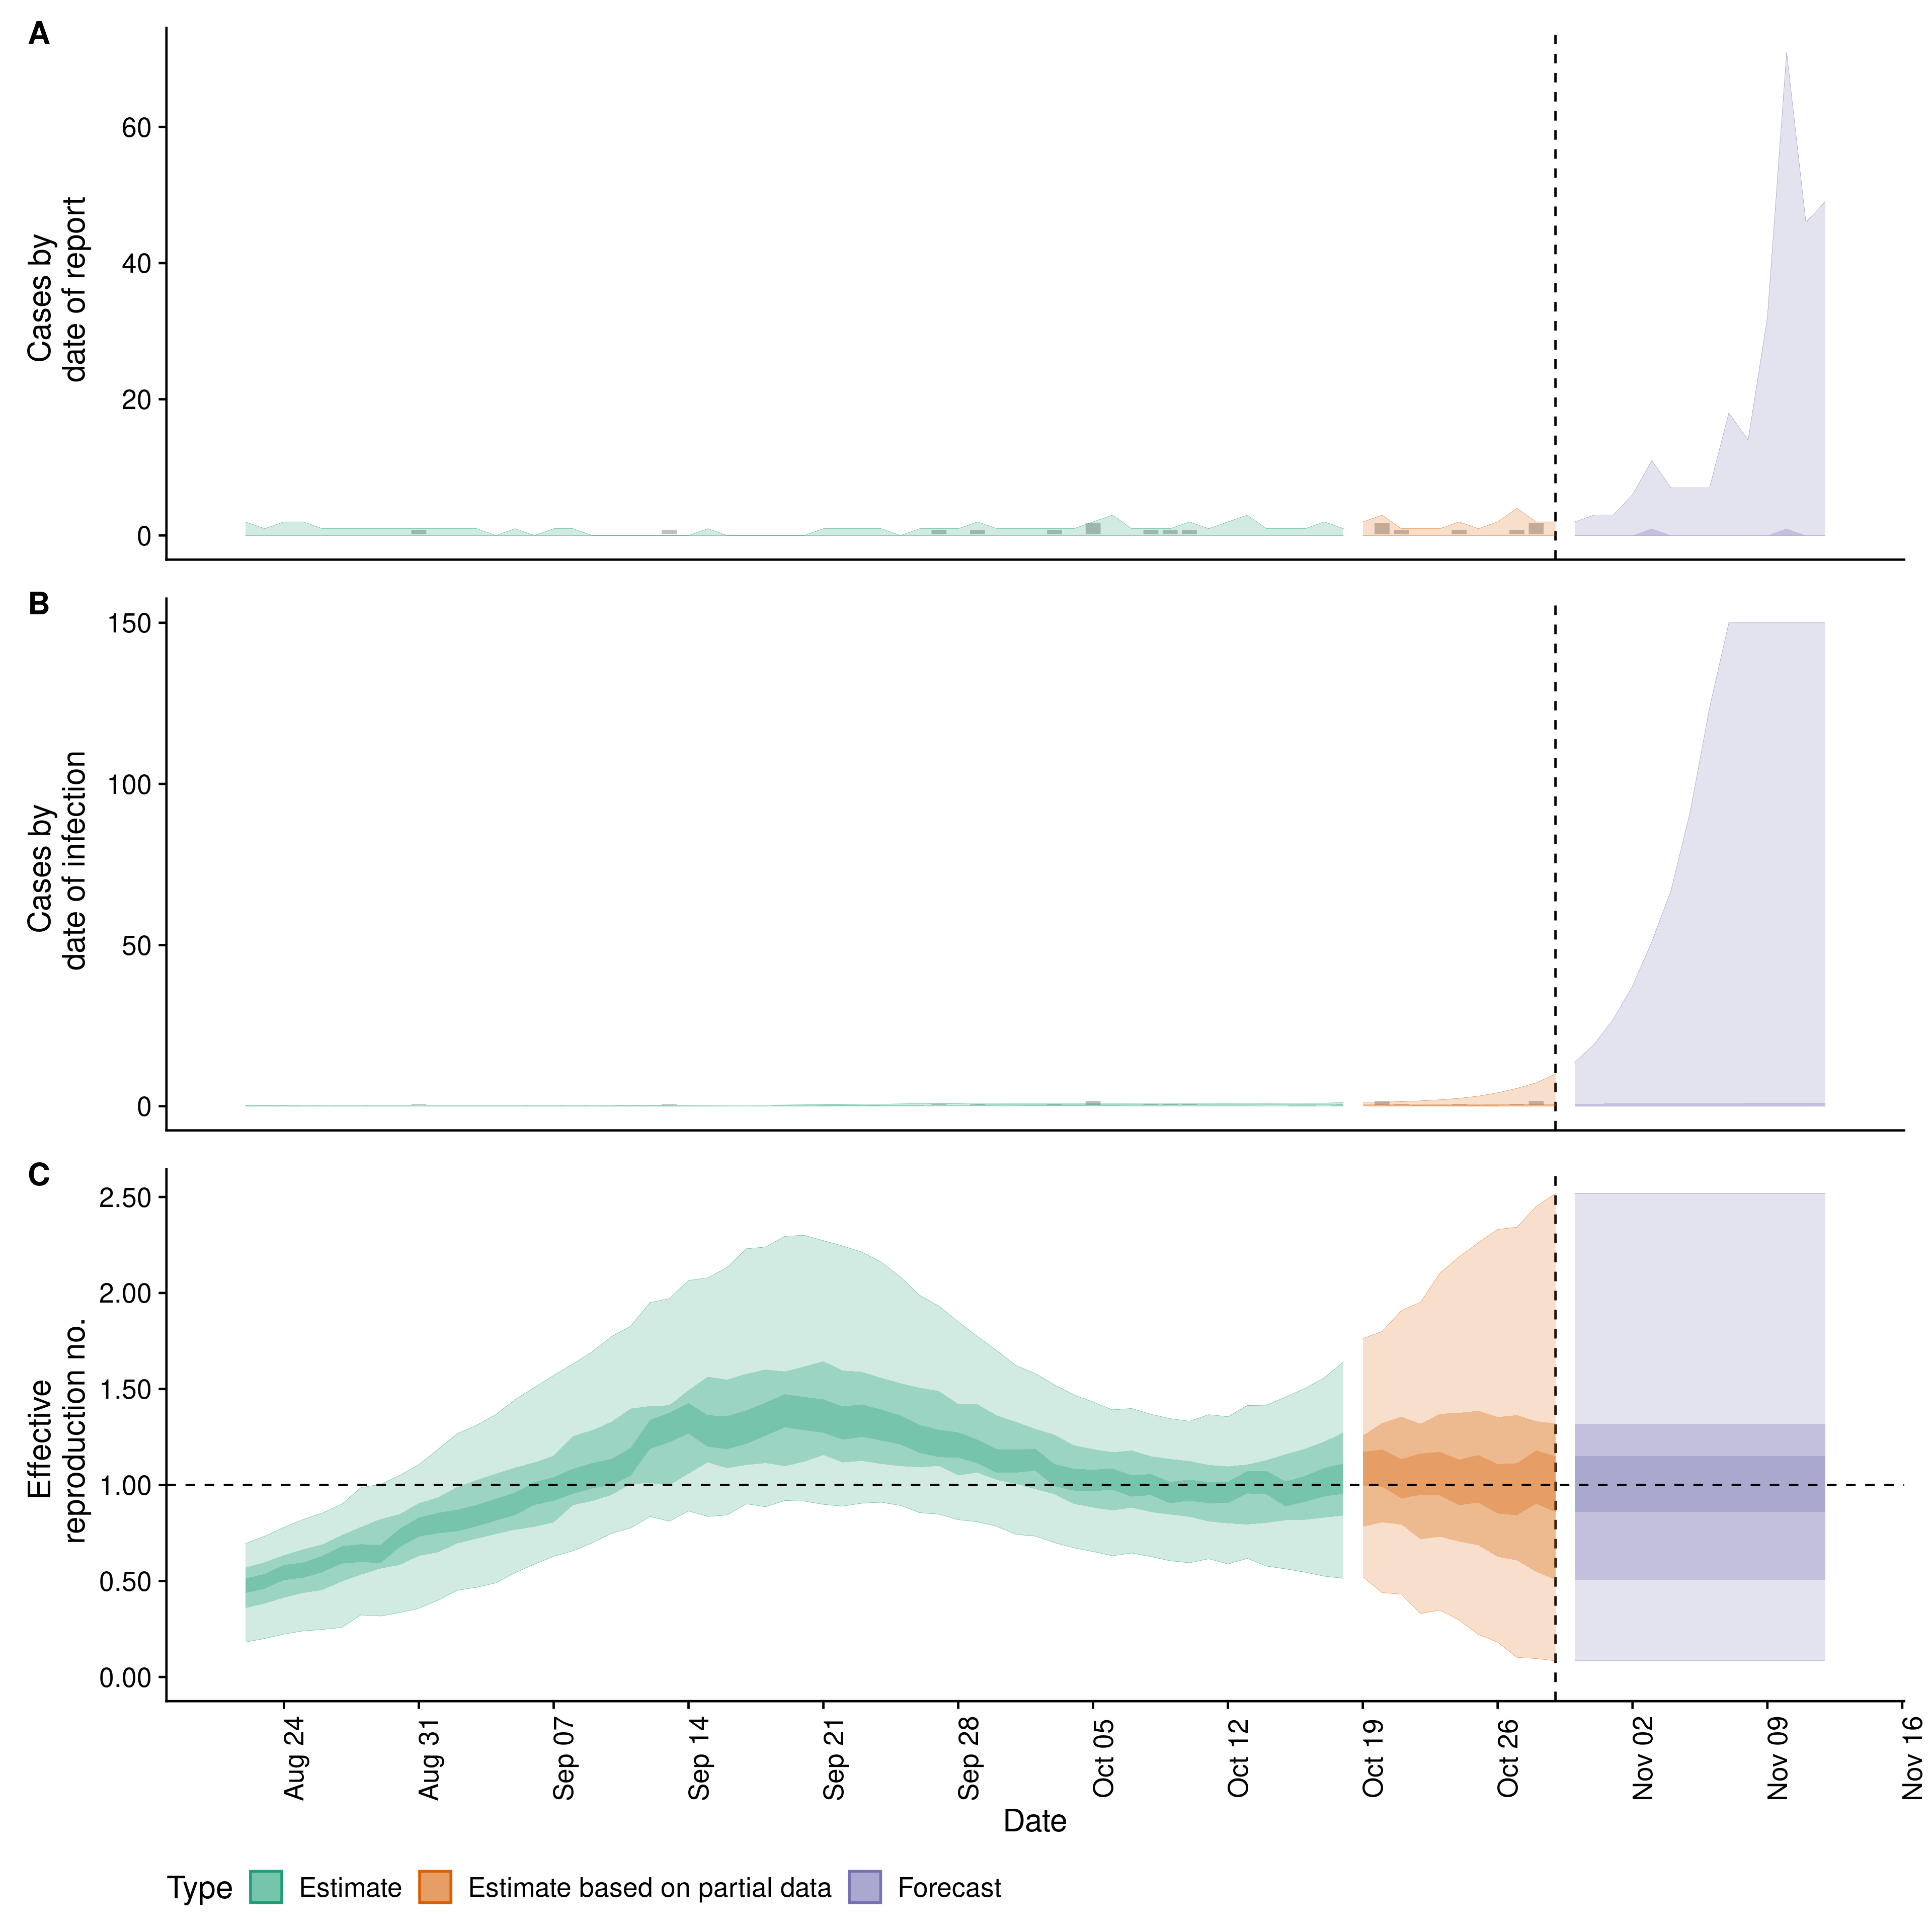 A
Cases by
date of report
60
40
20
0
B
Cases by
date of infection
150
100
50
0
C
Effective
reproduction no.
2.50
2.00
1.50
1.00
0.50
0.00
Aug 24
Aug 31
Sep 07
Sep 14
Sep 21
Sep 28
Oct 05
Oct 12
Oct 19
Oct 26
Nov 02
Nov 09
Nov 16
Date
Type Estimate Estimate based on partial data Forecast